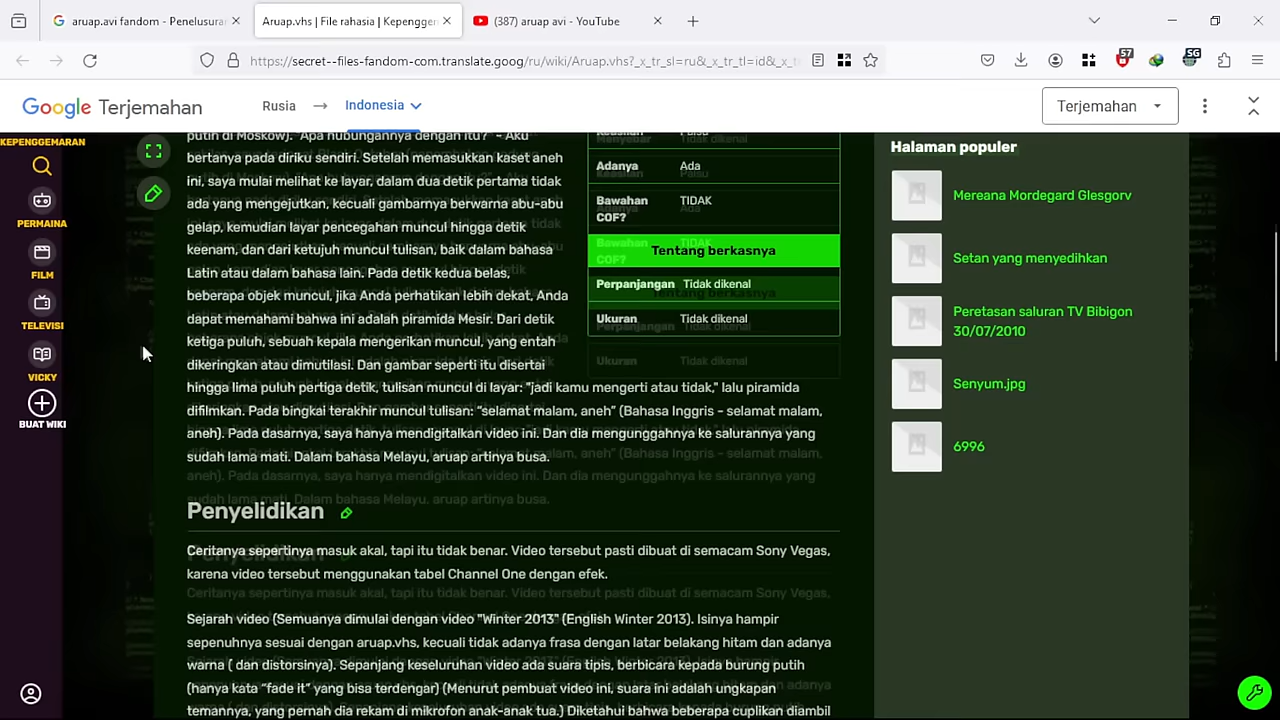 aruap.avi fandom - Penelusura
Aruap.vhs | File rahasia | Kepenggen
(387) aruap avi - YouTube
https://secret--files-fandom-com.translate.goog/ru/wiki/Aruap.vhs?_x_tr_sl=ru&_x_tr_tl=id&_x_t
57
SG
Google Terjemahan
Rusia
Indonesia
Terjemahan
KEPENGGEMARAN
PERMAINA
FILM
TELEVISI
VICKY
BUAT WIKI
putih di Moskow). "Apa hubungannya dengan itu?" ~ Aku
bertanya pada diriku sendiri. Setelah memasukkan kaset aneh
ini, saya mulai melihat ke layar, dalam dua detik pertama tidak
ada yang mengejutkan, kecuali gambarnya berwarna abu-abu
gelap, kemudian layar pencegahan muncul hingga detik
keenam, dan dari ketujuh muncul tulisan, baik dalam bahasa
Latin atau dalam bahasa lain. Pada detik kedua belas,
beberapa objek muncul, jika Anda perhatikan lebih dekat, Anda
dapat memahami bahwa ini adalah piramida Mesir. Dari detik
ketiga puluh, sebuah kepala mengerikan muncul, yang entah
dikeringkan atau dimutilasi. Dan gambar seperti itu disertai
hingga lima puluh pertiga detik, tulisan muncul di layar: "Jadi kamu mengerti atau tidak," lalu piramida
difilmkan. Pada bingkai terakhir muncul tulisan: "selamat malam, aneh" (Bahasa Inggris - selamat malam,
aneh). Pada dasarnya, saya hanya mendigitalkan video ini. Dan dia mengunggahnya ke salurannya yang
sudah lama mati. Dalam bahasa Melayu, aruap artinya busa.
Adanya Ada
Bawahan COF? TIDAK
Tentang berkasnya
Perpanjangan Tidak dikenal
Ukuran Tidak dikenal
Penyelidikan
Ceritanya sepertinya masuk akal, tapi itu tidak benar. Video tersebut pasti dibuat di semacam Sony Vegas,
karena video tersebut menggunakan tabel Channel One dengan efek.
Sejarah video (Semuanya dimulai dengan video "Winter 2013" (English Winter 2013). Isinya hampir
sepenuhnya sesuai dengan aruap.vhs, kecuali tidak adanya frasa dengan latar belakang hitam dan adanya
warna ( dan distorsinya). Sepanjang keseluruhan video ada suara tipis, berbicara kepada burung putih
(hanya kata "fade it" yang bisa terdengar) (Menurut pembuat video ini, suara ini adalah ungkapan
temannya, yang pernah dia rekam di mikrofon anak-anak tua.) Diketahui bahwa beberapa cuplikan diambil
Halaman populer
Mereana Mordegard Glesgorv
Setan yang menyedihkan
Peretasan saluran TV Bibigon
30/07/2010
Senyum.jpg
6996